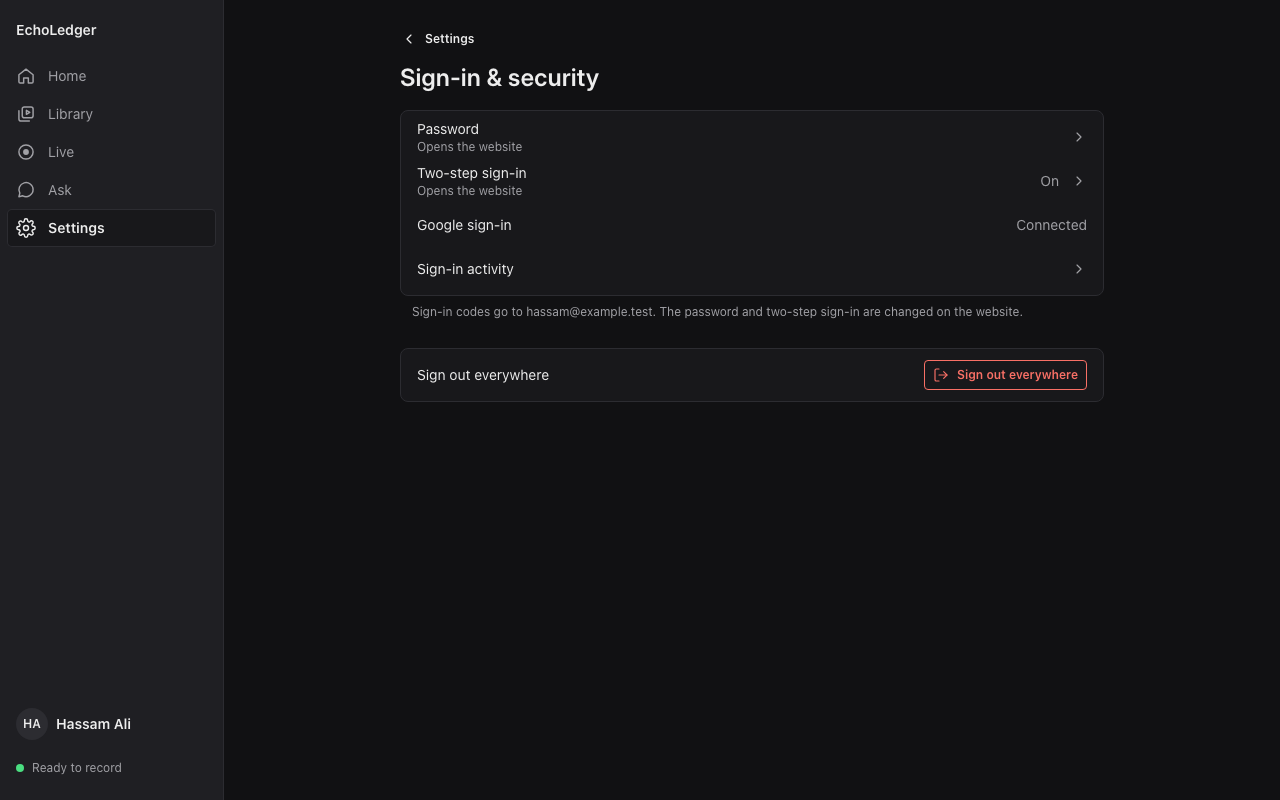 EchoLedger
Home
Library
Live
Ask
Settings
HA
Hassam Ali
Ready to record
Settings
Sign-in & security
Password
Opens the website
Two-step sign-in
Opens the website
On
Google sign-in
Connected
Sign-in activity
Sign-in codes go to hassam@example.test. The password and two-step sign-in are changed on the website.
Sign out everywhere
Sign out everywhere